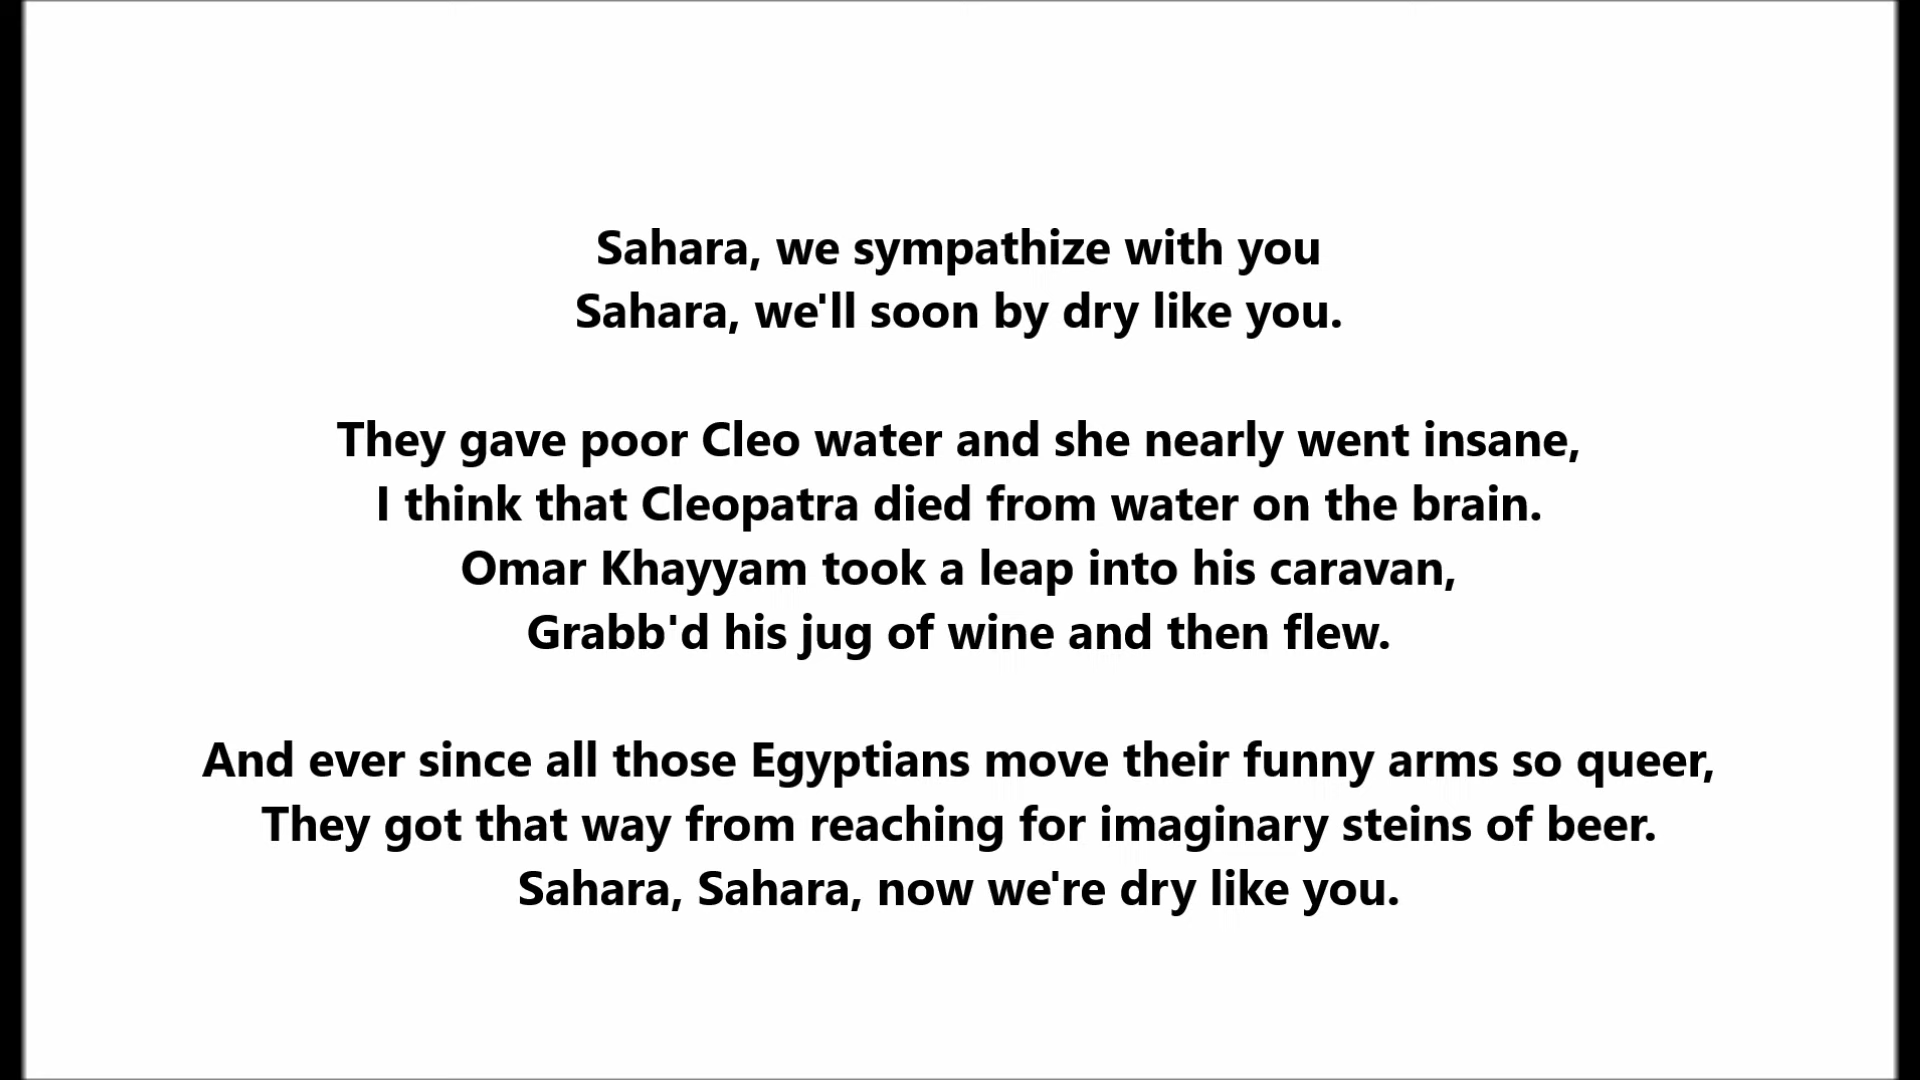 Sahara, we sympathize with you
Sahara, we'll soon by dry like you.
They gave poor Cleo water and she nearly went insane,
I think that Cleopatra died from water on the brain.
Omar Khayyam took a leap into his caravan,
Grabb'd his jug of wine and then flew.
And ever since all those Egyptians move their funny arms so queer,
They got that way from reaching for imaginary steins of beer.
Sahara, Sahara, now we're dry like you.